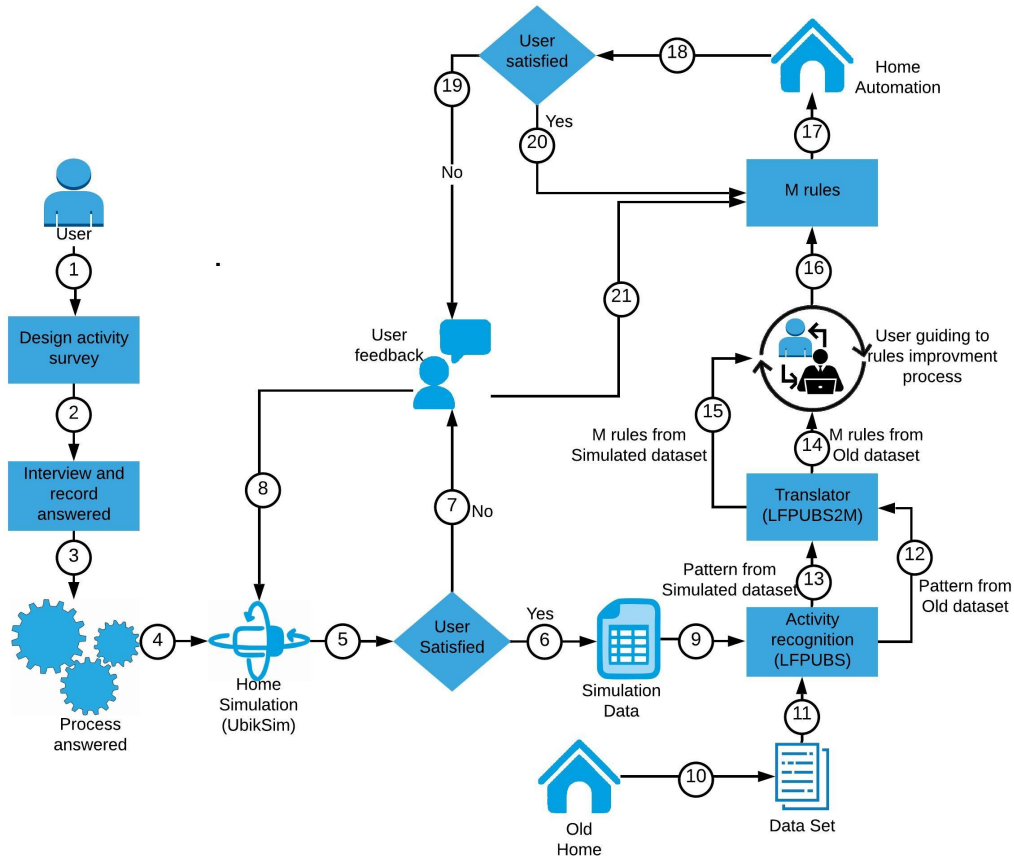 User
satisfied
18
Home
Automation
19
Yes
20
17
No
M rules
User
1
16
21
Design activity
survey
User
feedback
User guiding to
rules improvment
process
2
15
M rules from
Simulated dataset
14
M rules from
Old dataset
Interview and
record
answered
8
7
No
Translator
(LFPUBS2M)
3
12
Pattern from
Simulated dataset
13
Pattern from
Old dataset
4
5
User
Satisfied
Yes
6
9
Activity
recognition
(LFPUBS)
Home
Simulation
(UbikSim)
Simulation
Data
Process
answered
11
10
Old
Home
Data Set